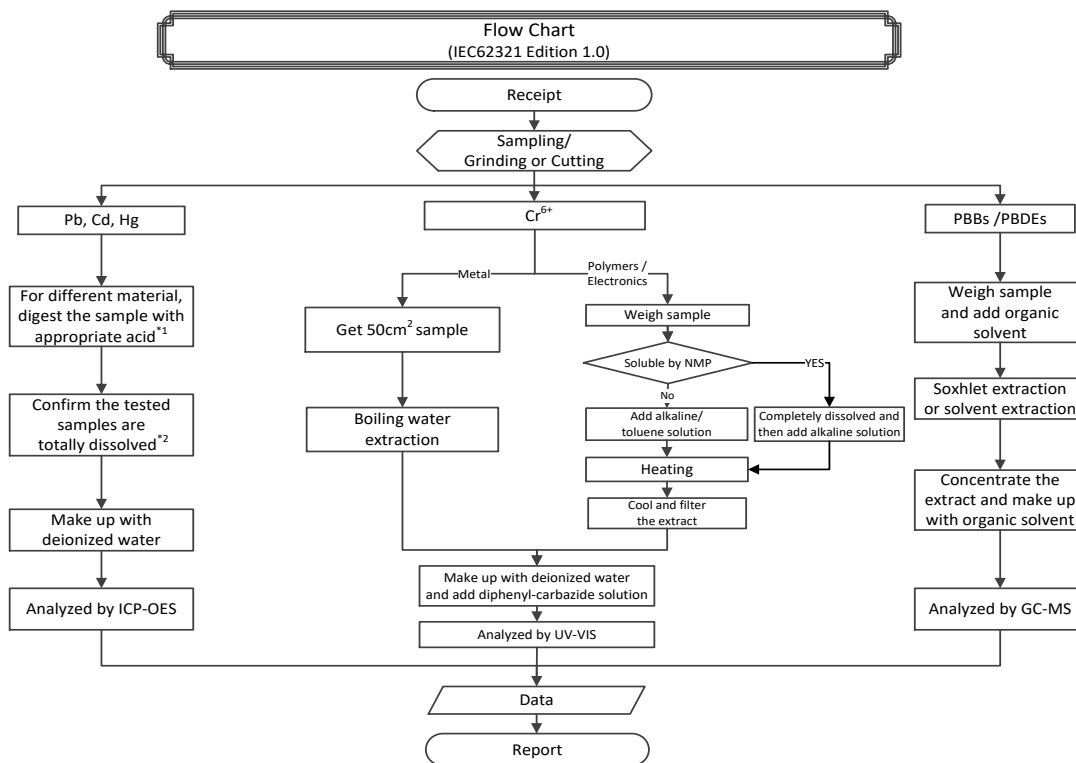 Flow Chart
(IEC62321 Edition 1.0)
Receipt
Sampling/
Grinding or Cutting
Pb, Cd, Hg
Cr⁶⁺
PBBs /PBDEs
Metal
Polymers /
Electronics
For different material,
digest the sample with
appropriate acid*1
Get 50cm² sample
Weigh sample
Weigh sample
and add organic
solvent
Soluble by NMP
YES
No
Confirm the tested
samples are
totally dissolved*2
Boiling water
extraction
Add alkaline/
toluene solution
Completely dissolved and
then add alkaline solution
Soxhlet extraction
or solvent extraction
Heating
Cool and filter
the extract
Concentrate the
extract and make up
with organic solvent
Make up with
deionized water
Make up with deionized water
and add diphenyl-carbazide solution
Analyzed by ICP-OES
Analyzed by UV-VIS
Analyzed by GC-MS
Data
Report